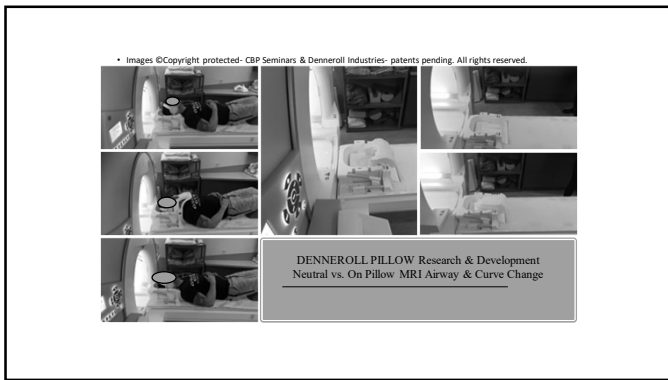 • Images ©Copyright protected- CBP Seminars & Denneroll Industries- patents pending. All rights reserved.
DENNEROLL PILLOW Research & Development
Neutral vs. On Pillow MRI Airway & Curve Change